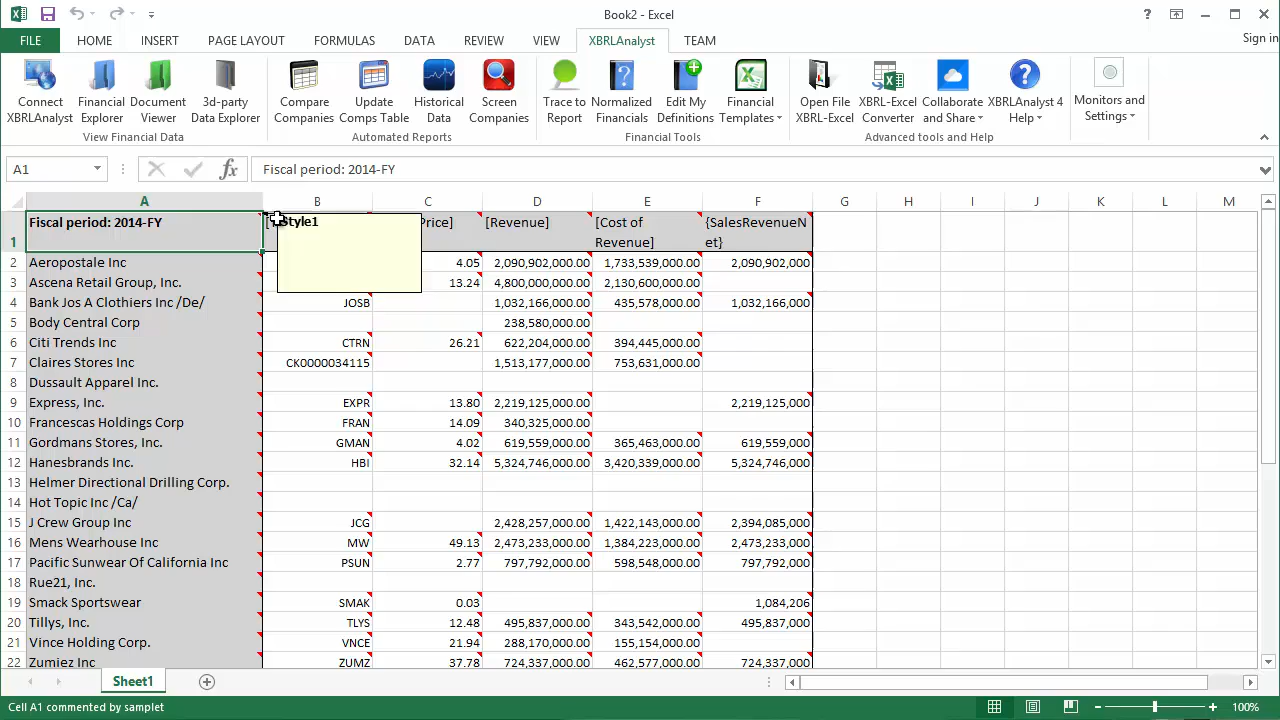 Book2 - Excel
Sign in
FILE HOME INSERT PAGE LAYOUT FORMULAS DATA REVIEW VIEW XBRLAnalyst TEAM
Connect XBRLAnalyst
Financial Explorer
Document Viewer
3d-party Data Explorer
Compare Companies
Update Comps Table
Historical Data
Screen Companies
Trace to Report
Normalized Financials
Edit My Definitions
Financial Templates
Open File XBRL-Excel
XBRL-Excel Converter
Collaborate and Share
XBRLAnalyst 4 Help
Monitors and Settings
View Financial Data Automated Reports Financial Tools Advanced tools and Help
A1 fx Fiscal period: 2014-FY
A B C D E F G H I J K L M
1 Fiscal period: 2014-FY Style1 Price] [Revenue] [Cost of Revenue] {SalesRevenueNet}
2 Aeropostale Inc 4.05 2,090,902,000.00 1,733,539,000.00 2,090,902,000
3 Ascena Retail Group, Inc. 13.24 4,800,000,000.00 2,130,600,000.00
4 Bank Jos A Clothiers Inc /De/ JOSB 1,032,166,000.00 435,578,000.00 1,032,166,000
5 Body Central Corp 238,580,000.00
6 Citi Trends Inc CTRN 26.21 622,204,000.00 394,445,000.00
7 Claires Stores Inc CK0000034115 1,513,177,000.00 753,631,000.00
8 Dussault Apparel Inc.
9 Express, Inc. EXPR 13.80 2,219,125,000.00 2,219,125,000
10 Francescas Holdings Corp FRAN 14.09 340,325,000.00
11 Gordmans Stores, Inc. GMAN 4.02 619,559,000.00 365,463,000.00 619,559,000
12 Hanesbrands Inc. HBI 32.14 5,324,746,000.00 3,420,339,000.00 5,324,746,000
13 Helmer Directional Drilling Corp.
14 Hot Topic Inc /Ca/
15 J Crew Group Inc JCG 2,428,257,000.00 1,422,143,000.00 2,394,085,000
16 Mens Wearhouse Inc MW 49.13 2,473,233,000.00 1,384,223,000.00 2,473,233,000
17 Pacific Sunwear Of California Inc PSUN 2.77 797,792,000.00 598,548,000.00 797,792,000
18 Rue21, Inc.
19 Smack Sportswear SMAK 0.03 1,084,206
20 Tillys, Inc. TLYS 12.48 495,837,000.00 343,542,000.00 495,837,000
21 Vince Holding Corp. VNCE 21.94 288,170,000.00 155,154,000.00
22 Zumiez Inc ZUMZ 37.78 724,337,000.00 462,577,000.00 724,337,000
Sheet1
Cell A1 commented by samplet 100%